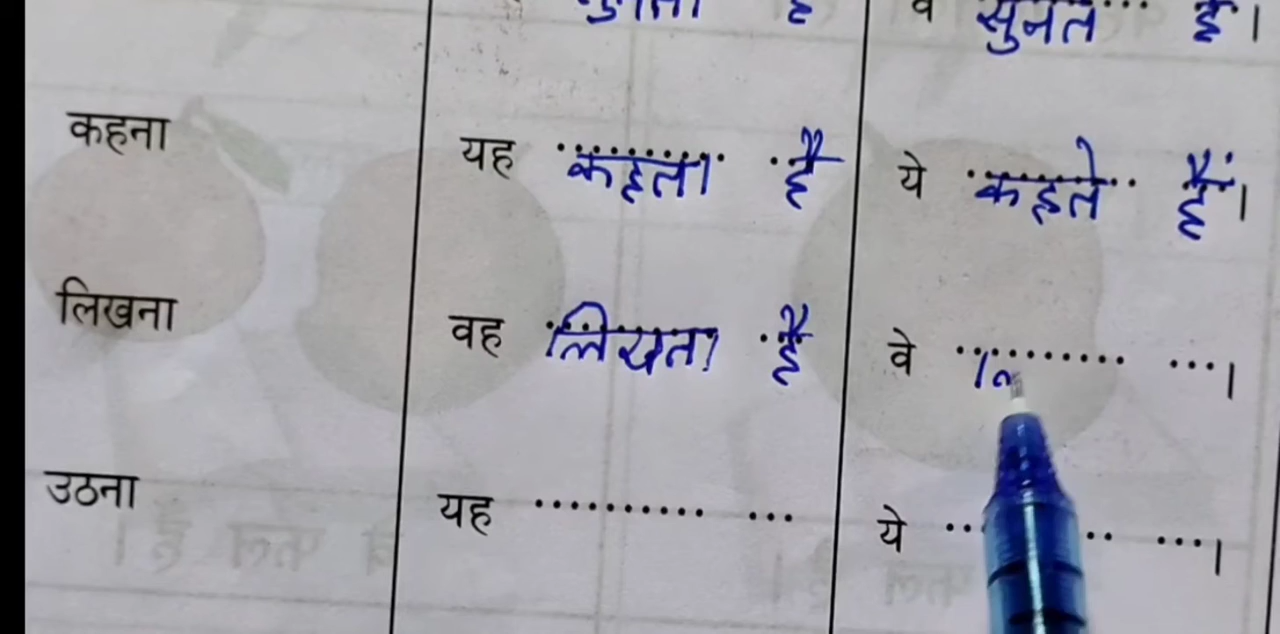 वे सुनते हैं।
कहना यह कहता है ये कहते हैं।
लिखना वह लिखता है वे .......... ...।
उठना यह .......... ... ये .......... ...।